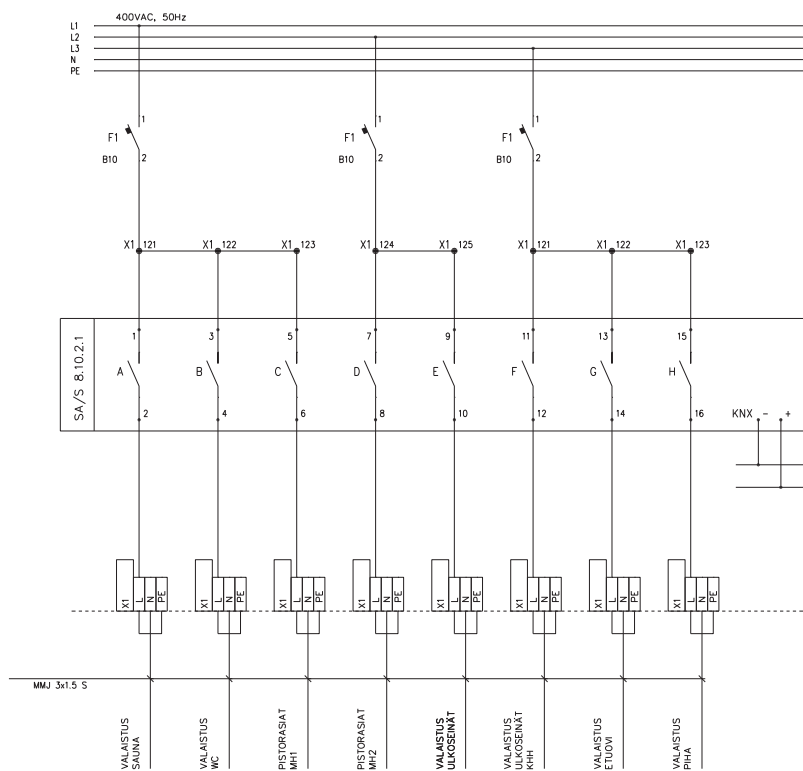 400VAC, 50Hz
L1
L2
L3
N
PE
1 1 1
F1 F1 F1
B10 2 B10 2 B10 2
X1 121 X1 122 X1 123 X1 124 X1 125 X1 121 X1 122 X1 123
SA/S 8.10.2.1
1 3 5 7 9 11 13 15
A B C D E F G H
2 4 6 8 10 12 14 16
KNX - +
X1 L N PE X1 L N PE X1 L N PE X1 L N PE X1 L N PE X1 L N PE X1 L N PE X1 L N PE
MMJ 3x1.5 S
VALAISTUS
SAUNA
VALAISTUS
WC
PISTORASIAT
MH1
PISTORASIAT
MH2
VALAISTUS
ULKOSEINÄT
VALAISTUS
ULKOSEINÄT
KHH
VALAISTUS
ETUOVI
VALAISTUS
PIHA